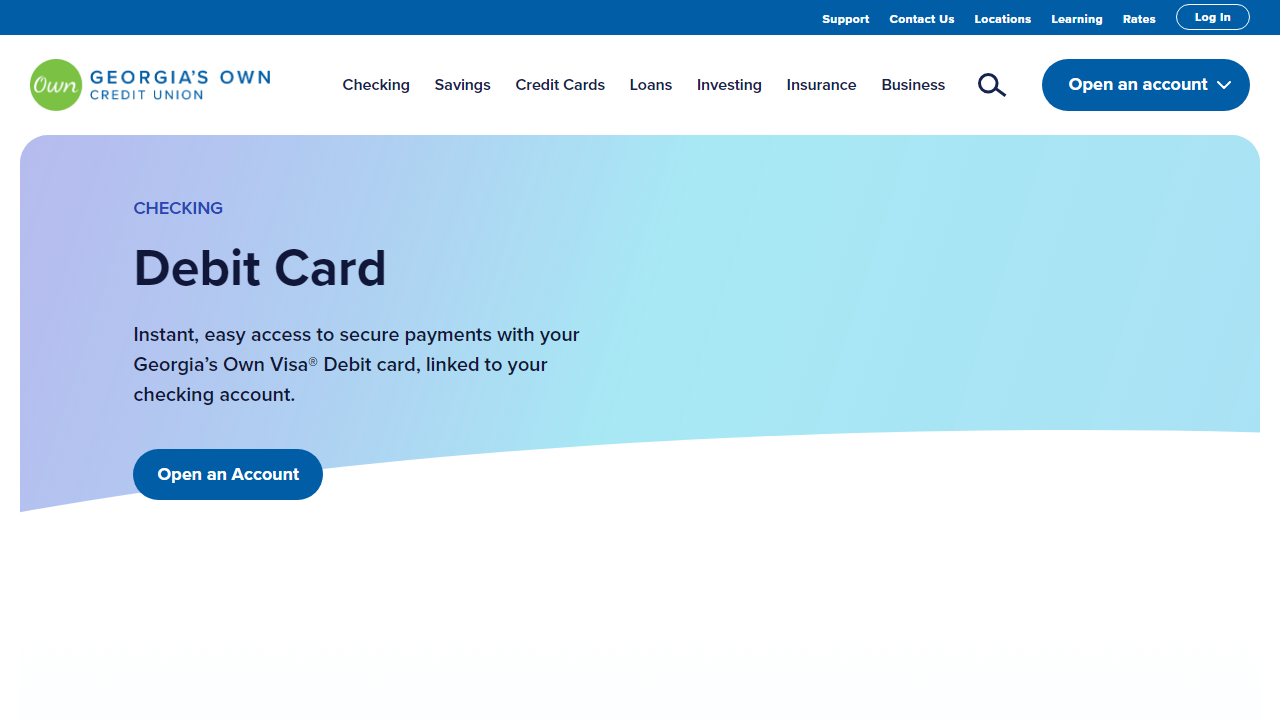 Support Contact Us Locations Learning Rates Log In
Own GEORGIA'S OWN
CREDIT UNION
Checking Savings Credit Cards Loans Investing Insurance Business Open an account
CHECKING
Debit Card
Instant, easy access to secure payments with your
Georgia’s Own Visa® Debit card, linked to your
checking account.
Open an Account